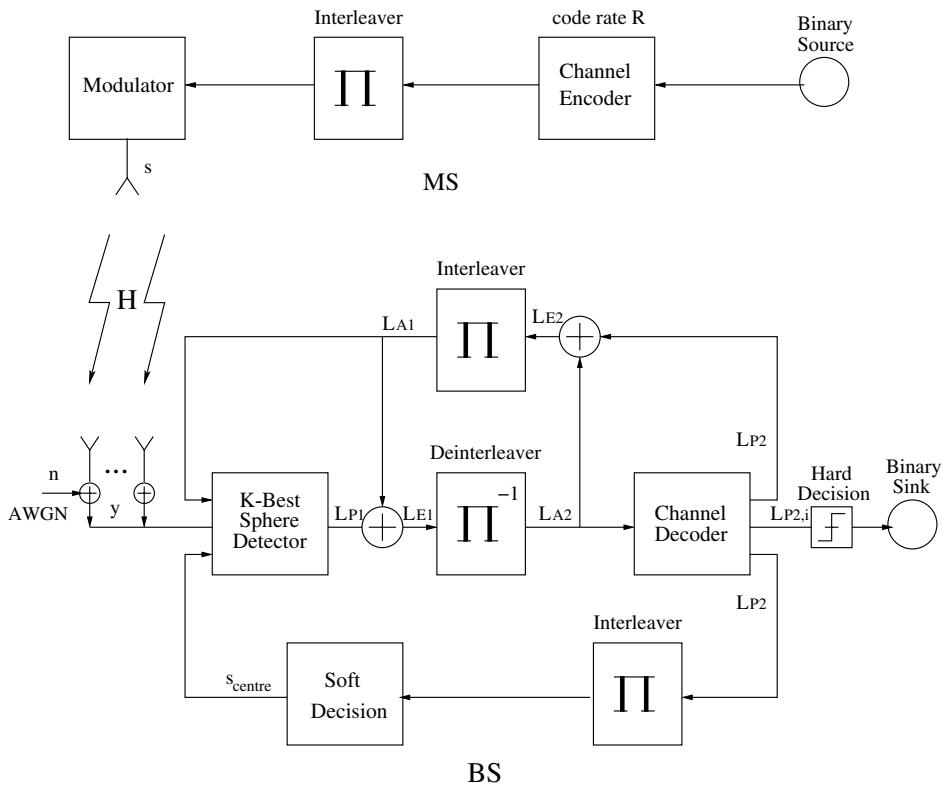 Interleaver
code rate R
Binary
Source
Modulator
∏
Channel
Encoder
s
MS
H
Interleaver
LA1
∏
LE2
LP2
n
AWGN
...
y
K-Best
Sphere
Detector
LP1
LE1
Deinterleaver
∏
-1
LA2
Channel
Decoder
LP2,i
Hard
Decision
Binary
Sink
LP2
Interleaver
∏
Soft
Decision
s centre
BS